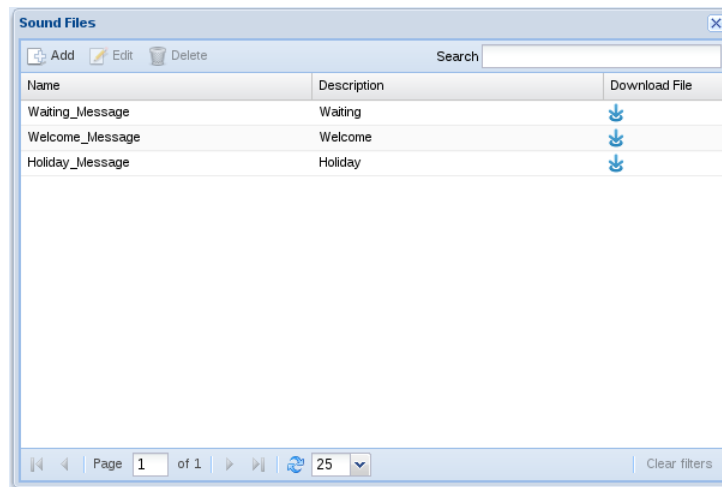 Sound Files
Add Edit Delete Search
Name Description Download File
Waiting_Message Waiting
Welcome_Message Welcome
Holiday_Message Holiday
Page 1 of 1 25 Clear filters